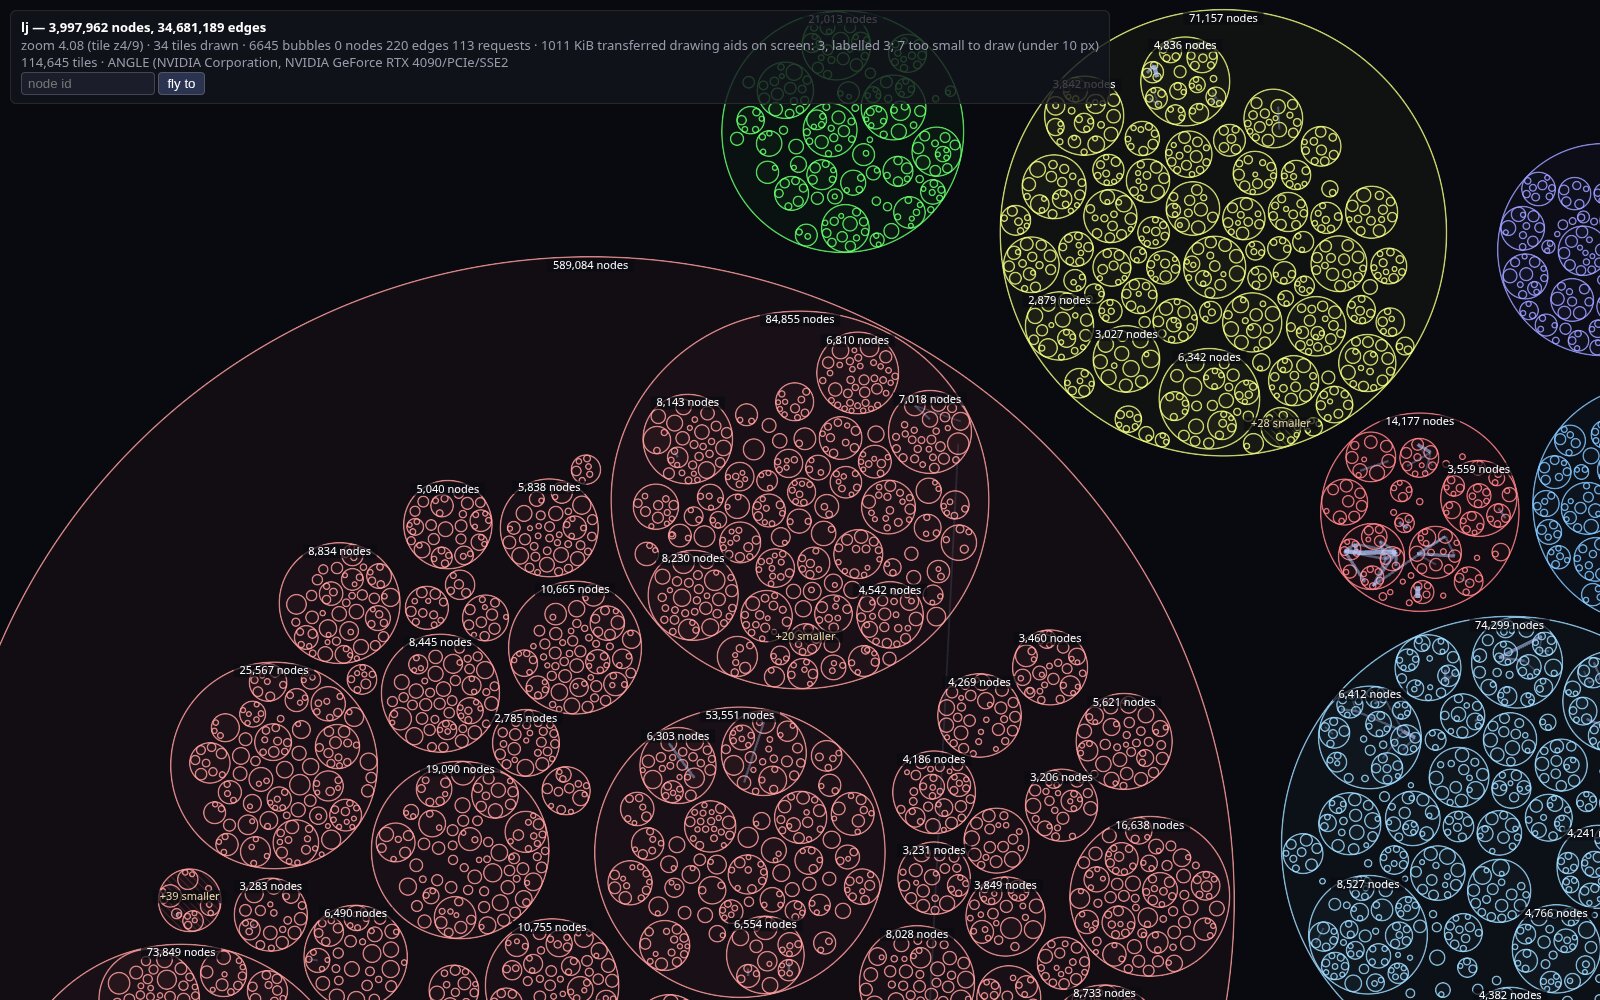 lj — 3,997,962 nodes, 34,681,189 edges
zoom 4.08 (tile z4/9) · 34 tiles drawn · 6645 bubbles 0 nodes 220 edges 113 requests · 1011 KiB transferred drawing aids on screen: 3, labelled 3; 7 too small to draw (under 10 px)
114,645 tiles · ANGLE (NVIDIA Corporation, NVIDIA GeForce RTX 4090/PCIe/SSE2
node id
fly to
21,013 nodes
71,157 nodes
4,836 nodes
3,842 nodes
589,084 nodes
2,879 nodes
84,855 nodes
3,027 nodes
6,810 nodes
6,342 nodes
8,143 nodes
7,018 nodes
+28 smaller
14,177 nodes
3,559 nodes
5,040 nodes
5,838 nodes
8,834 nodes
8,230 nodes
10,665 nodes
4,542 nodes
74,299 nodes
+20 smaller
3,460 nodes
8,445 nodes
25,567 nodes
4,269 nodes
6,412 nodes
5,621 nodes
2,785 nodes
53,551 nodes
6,303 nodes
4,186 nodes
19,090 nodes
3,206 nodes
16,638 nodes
4,241
3,231 nodes
3,283 nodes
3,849 nodes
8,527 nodes
+39 smaller
6,490 nodes
4,766 nodes
10,755 nodes
6,554 nodes
8,028 nodes
73,849 nodes
8,733 nodes
4,382 nodes